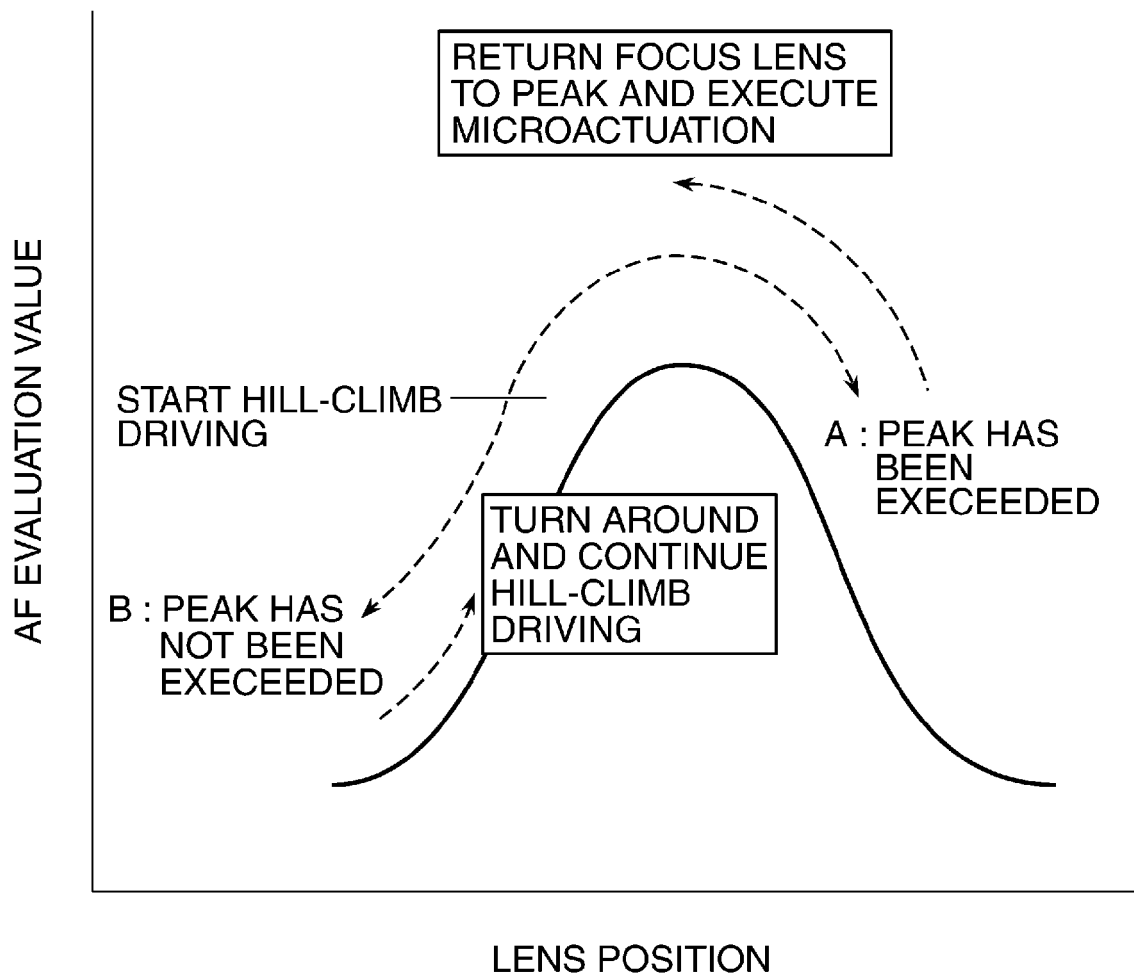 RETURN FOCUS LENS
TO PEAK AND EXECUTE
MICROACTUATION
AF EVALUATION VALUE
START HILL-CLIMB
DRIVING
A : PEAK HAS
BEEN
EXECEEDED
TURN AROUND
AND CONTINUE
HILL-CLIMB
DRIVING
B : PEAK HAS
NOT BEEN
EXECEEDED
LENS POSITION